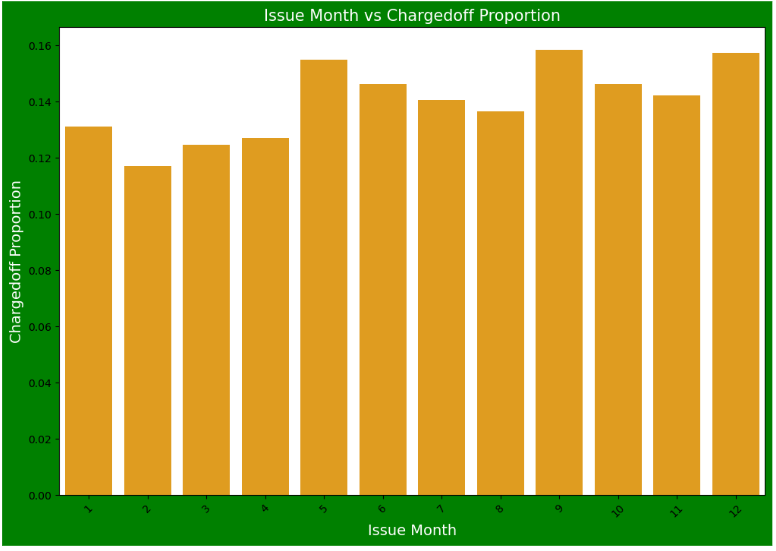 Issue Month vs Chargedoff Proportion
Chargedoff Proportion
0.16
0.14
0.12
0.10
0.08
0.06
0.04
0.02
0.00
1 2 3 4 5 6 7 8 9 10 11 12
Issue Month